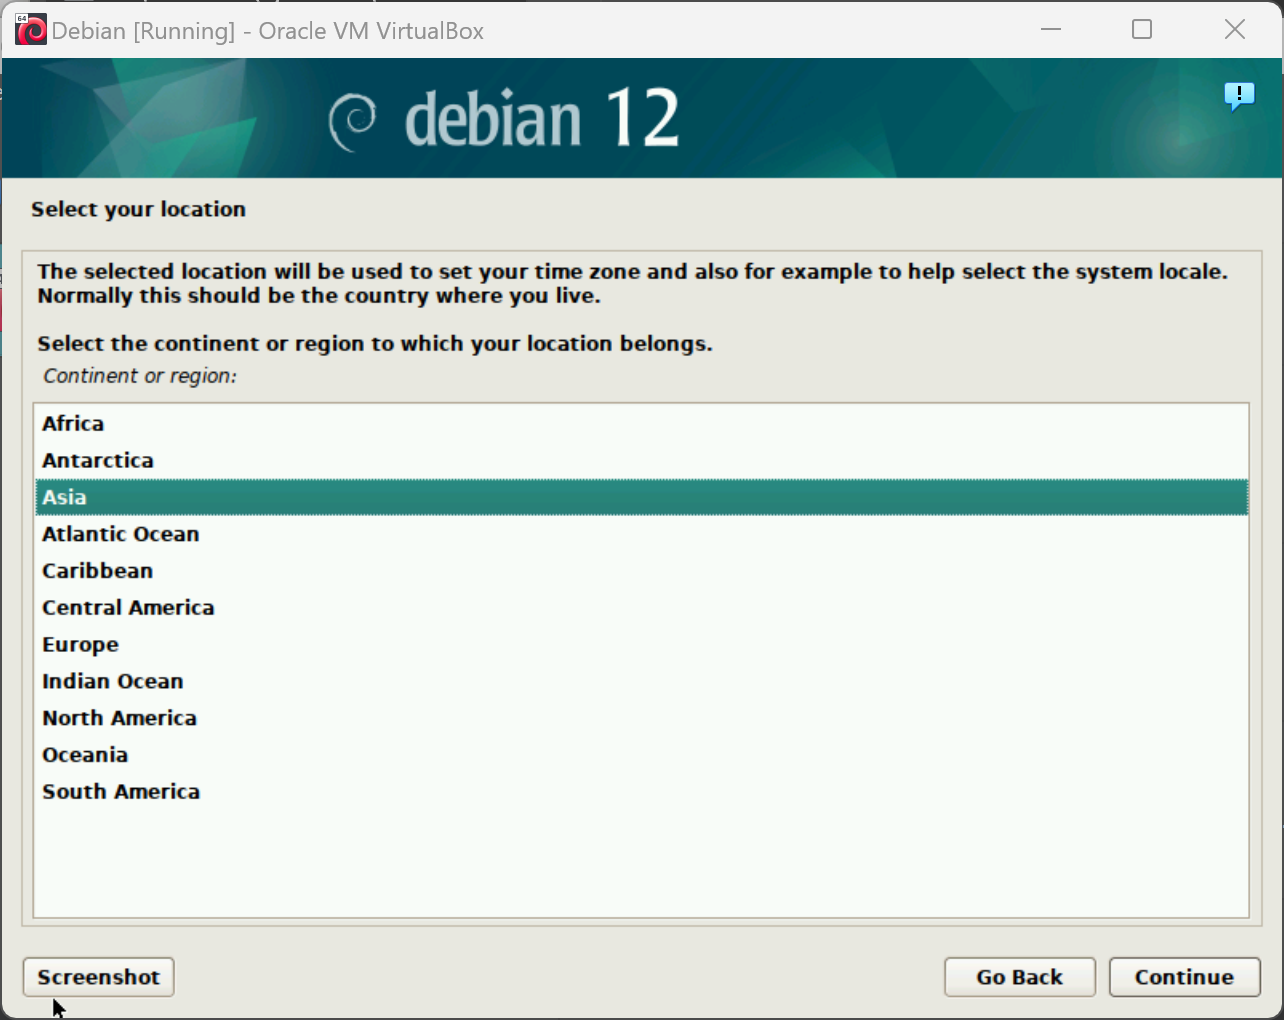 64
Debian [Running] - Oracle VM VirtualBox
debian 12
!
Select your location
The selected location will be used to set your time zone and also for example to help select the system locale.
Normally this should be the country where you live.
Select the continent or region to which your location belongs.
Continent or region:
Africa
Antarctica
Asia
Atlantic Ocean
Caribbean
Central America
Europe
Indian Ocean
North America
Oceania
South America
Screenshot
Go Back
Continue